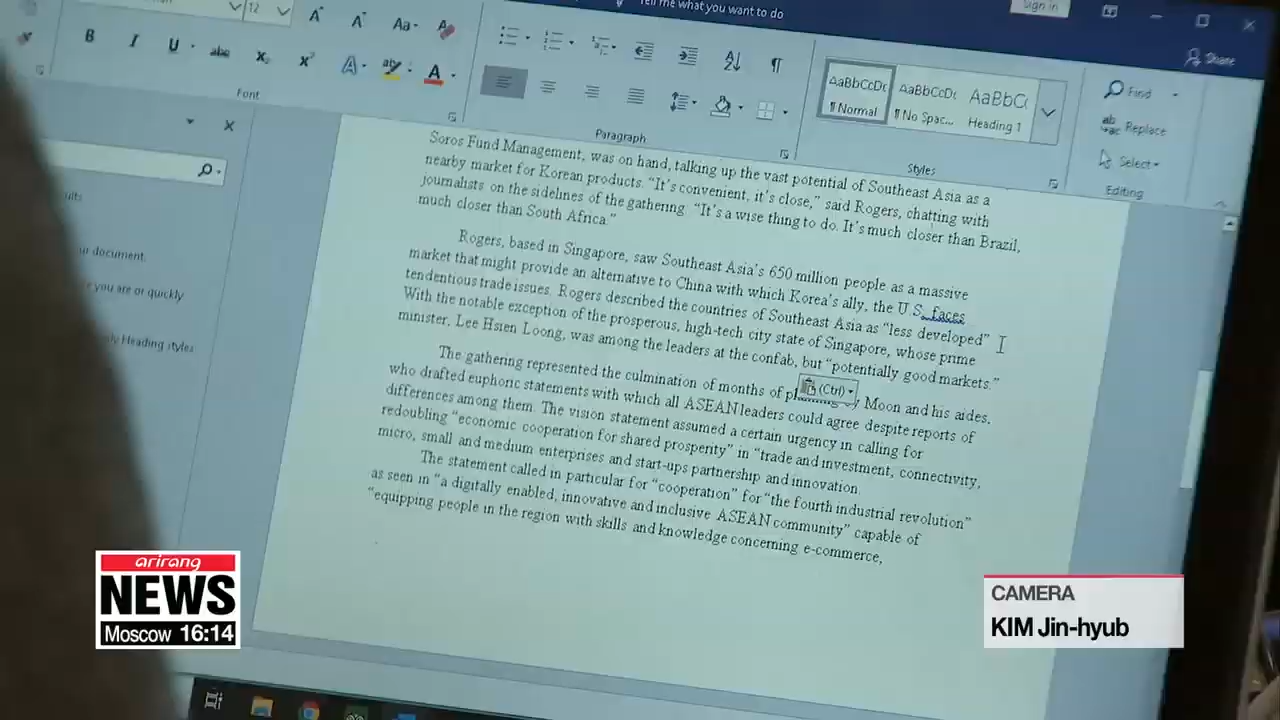 12
Tell me what you want to do
Sign in
Share
B I U abc X₂ X² A aby A
Aa
Font
Paragraph
AaBbCcDc AaBbCcDc AaBbC(
¶ Normal ¶ No Spac... Heading 1
Styles
Find
Replace
Select
Editing
document.
you are or quickly
Heading styles
Soros Fund Management, was on hand, talking up the vast potential of Southeast Asia as a
nearby market for Korean products. “It’s convenient, it’s close,” said Rogers, chatting with
journalists on the sidelines of the gathering. “It’s a wise thing to do. It’s much closer than Brazil,
much closer than South Africa.”
Rogers, based in Singapore, saw Southeast Asia’s 650 million people as a massive
market that might provide an alternative to China with which Korea’s ally, the U.S. faces
tendentious trade issues. Rogers described the countries of Southeast Asia as “less developed”
With the notable exception of the prosperous, high-tech city state of Singapore, whose prime
minister, Lee Hsien Loong, was among the leaders at the confab, but “potentially good markets.”
The gathering represented the culmination of months of Moon and his aides,
(Ctrl)
who drafted euphoric statements with which all ASEAN leaders could agree despite reports of
differences among them. The vision statement assumed a certain urgency in calling for
redoubling “economic cooperation for shared prosperity” in “trade and investment, connectivity,
micro, small and medium enterprises and start-ups partnership and innovation.
The statement called in particular for “cooperation” for “the fourth industrial revolution”
as seen in “a digitally enabled, innovative and inclusive ASEAN community” capable of
“equipping people in the region with skills and knowledge concerning e-commerce,
arirang
NEWS
Moscow 16:14
CAMERA
KIM Jin-hyub